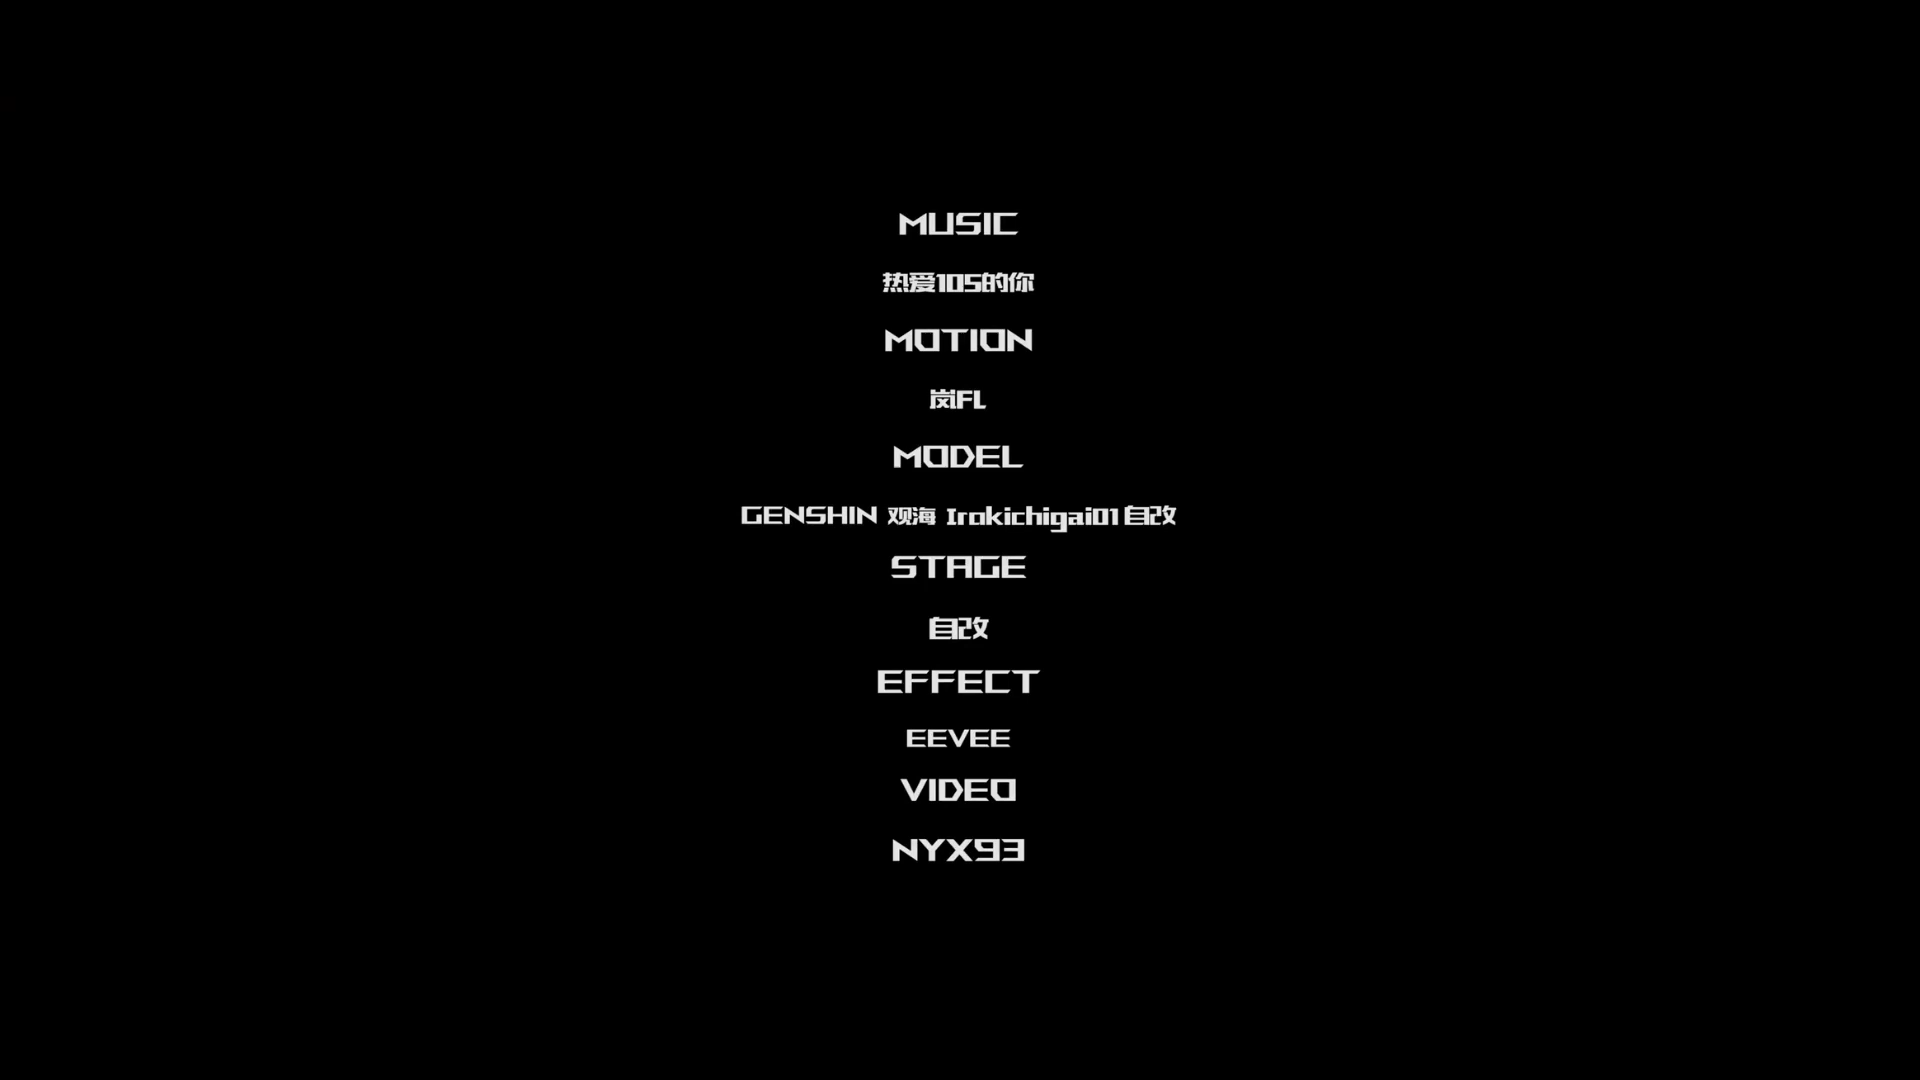 MUSIC
热爱105的你
MOTION
岚FL
MODEL
GENSHIN 观海 Irokichigai01 自改
STAGE
自改
EFFECT
EEVEE
VIDEO
NYX93